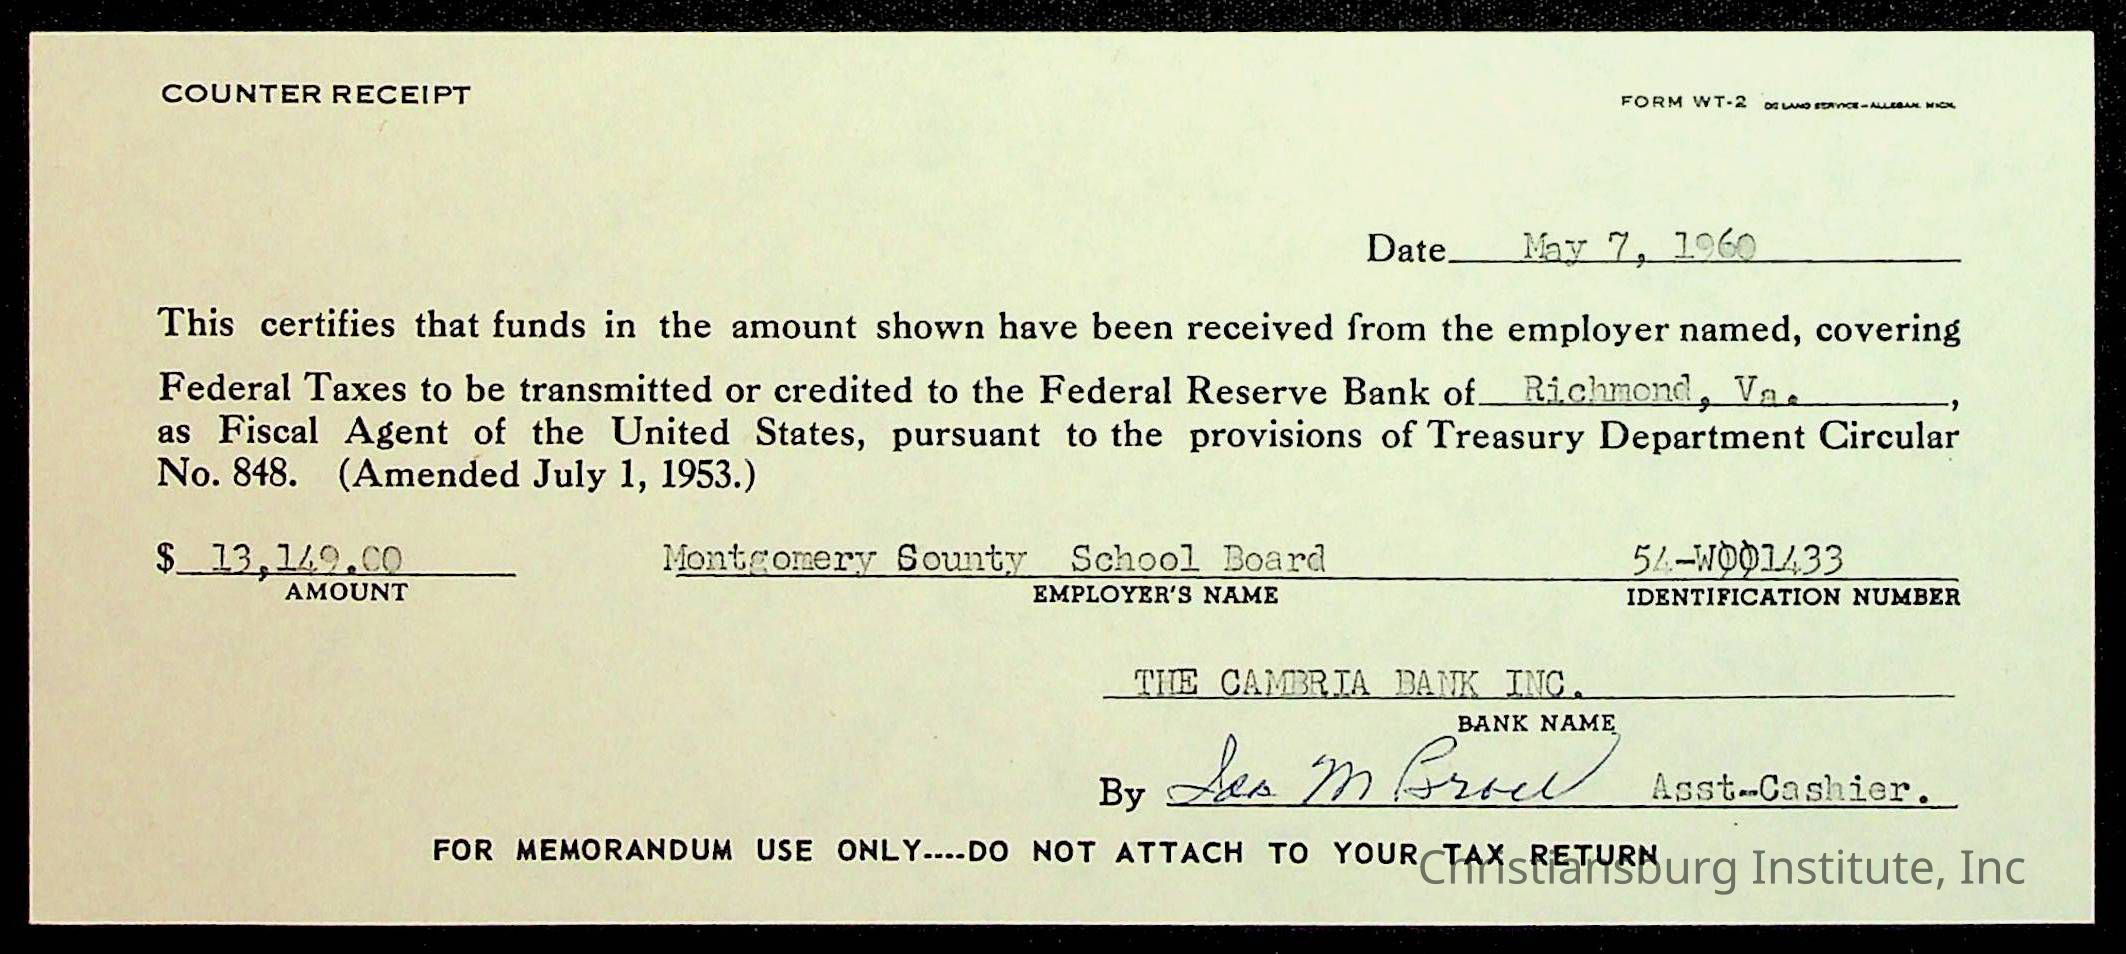 COUNTER RECEIPT
FORM WT-2
Date May 7, 1960
This certifies that funds in the amount shown have been received from the employer named, covering
Federal Taxes to be transmitted or credited to the Federal Reserve Bank of Richmond, Va.,
as Fiscal Agent of the United States, pursuant to the provisions of Treasury Department Circular
No. 848. (Amended July 1, 1953.)
$ 13,149.00 Montgomery County School Board 54-W001433
AMOUNT EMPLOYER'S NAME IDENTIFICATION NUMBER
THE CAMBRIA BANK INC.
BANK NAME
By M Asst-Cashier.
FOR MEMORANDUM USE ONLY----DO NOT ATTACH TO YOUR TAX RETURN
Christiansburg Institute, Inc